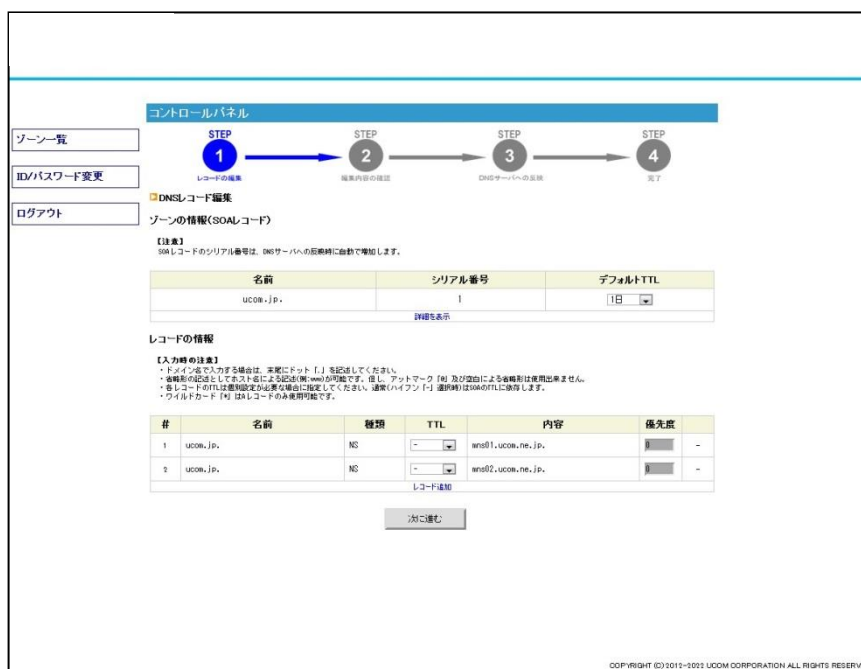 コントロールパネル
ゾーン一覧
ID/パスワード変更
ログアウト
STEP
1
レコードの編集
STEP
2
編集内容の確認
STEP
3
DNSサーバへの反映
STEP
4
完了
DNSレコード編集
ゾーンの情報(SOAレコード)
【注意】
SOAレコードのシリアル番号は、DNSサーバへの反映時に自動で増加します。
名前 シリアル番号 デフォルトTTL
ucom.jp. 1 1日
詳細を表示
レコードの情報
【入力時の注意】
・ドメイン名で入力する場合は、末尾にドット「.」を記述してください。
・省略形の記述としてホスト名による記述(例:www)が可能です。但し、アットマーク「@」及び空白による省略形は使用出来ません。
・各レコードのTTLは個別設定が必要な場合に指定してください。通常(ハイフン「-」選択時)はSOAのTTLに依存します。
・ワイルドカード「*」はAレコードのみ使用可能です。
# 名前 種類 TTL 内容 優先度
1 ucom.jp. NS - mns01.ucom.ne.jp. 0 -
2 ucom.jp. NS - mns02.ucom.ne.jp. 0 -
レコード追加
次に進む
COPYRIGHT (C)2012-2022 UCOM CORPORATION ALL RIGHTS RESERV